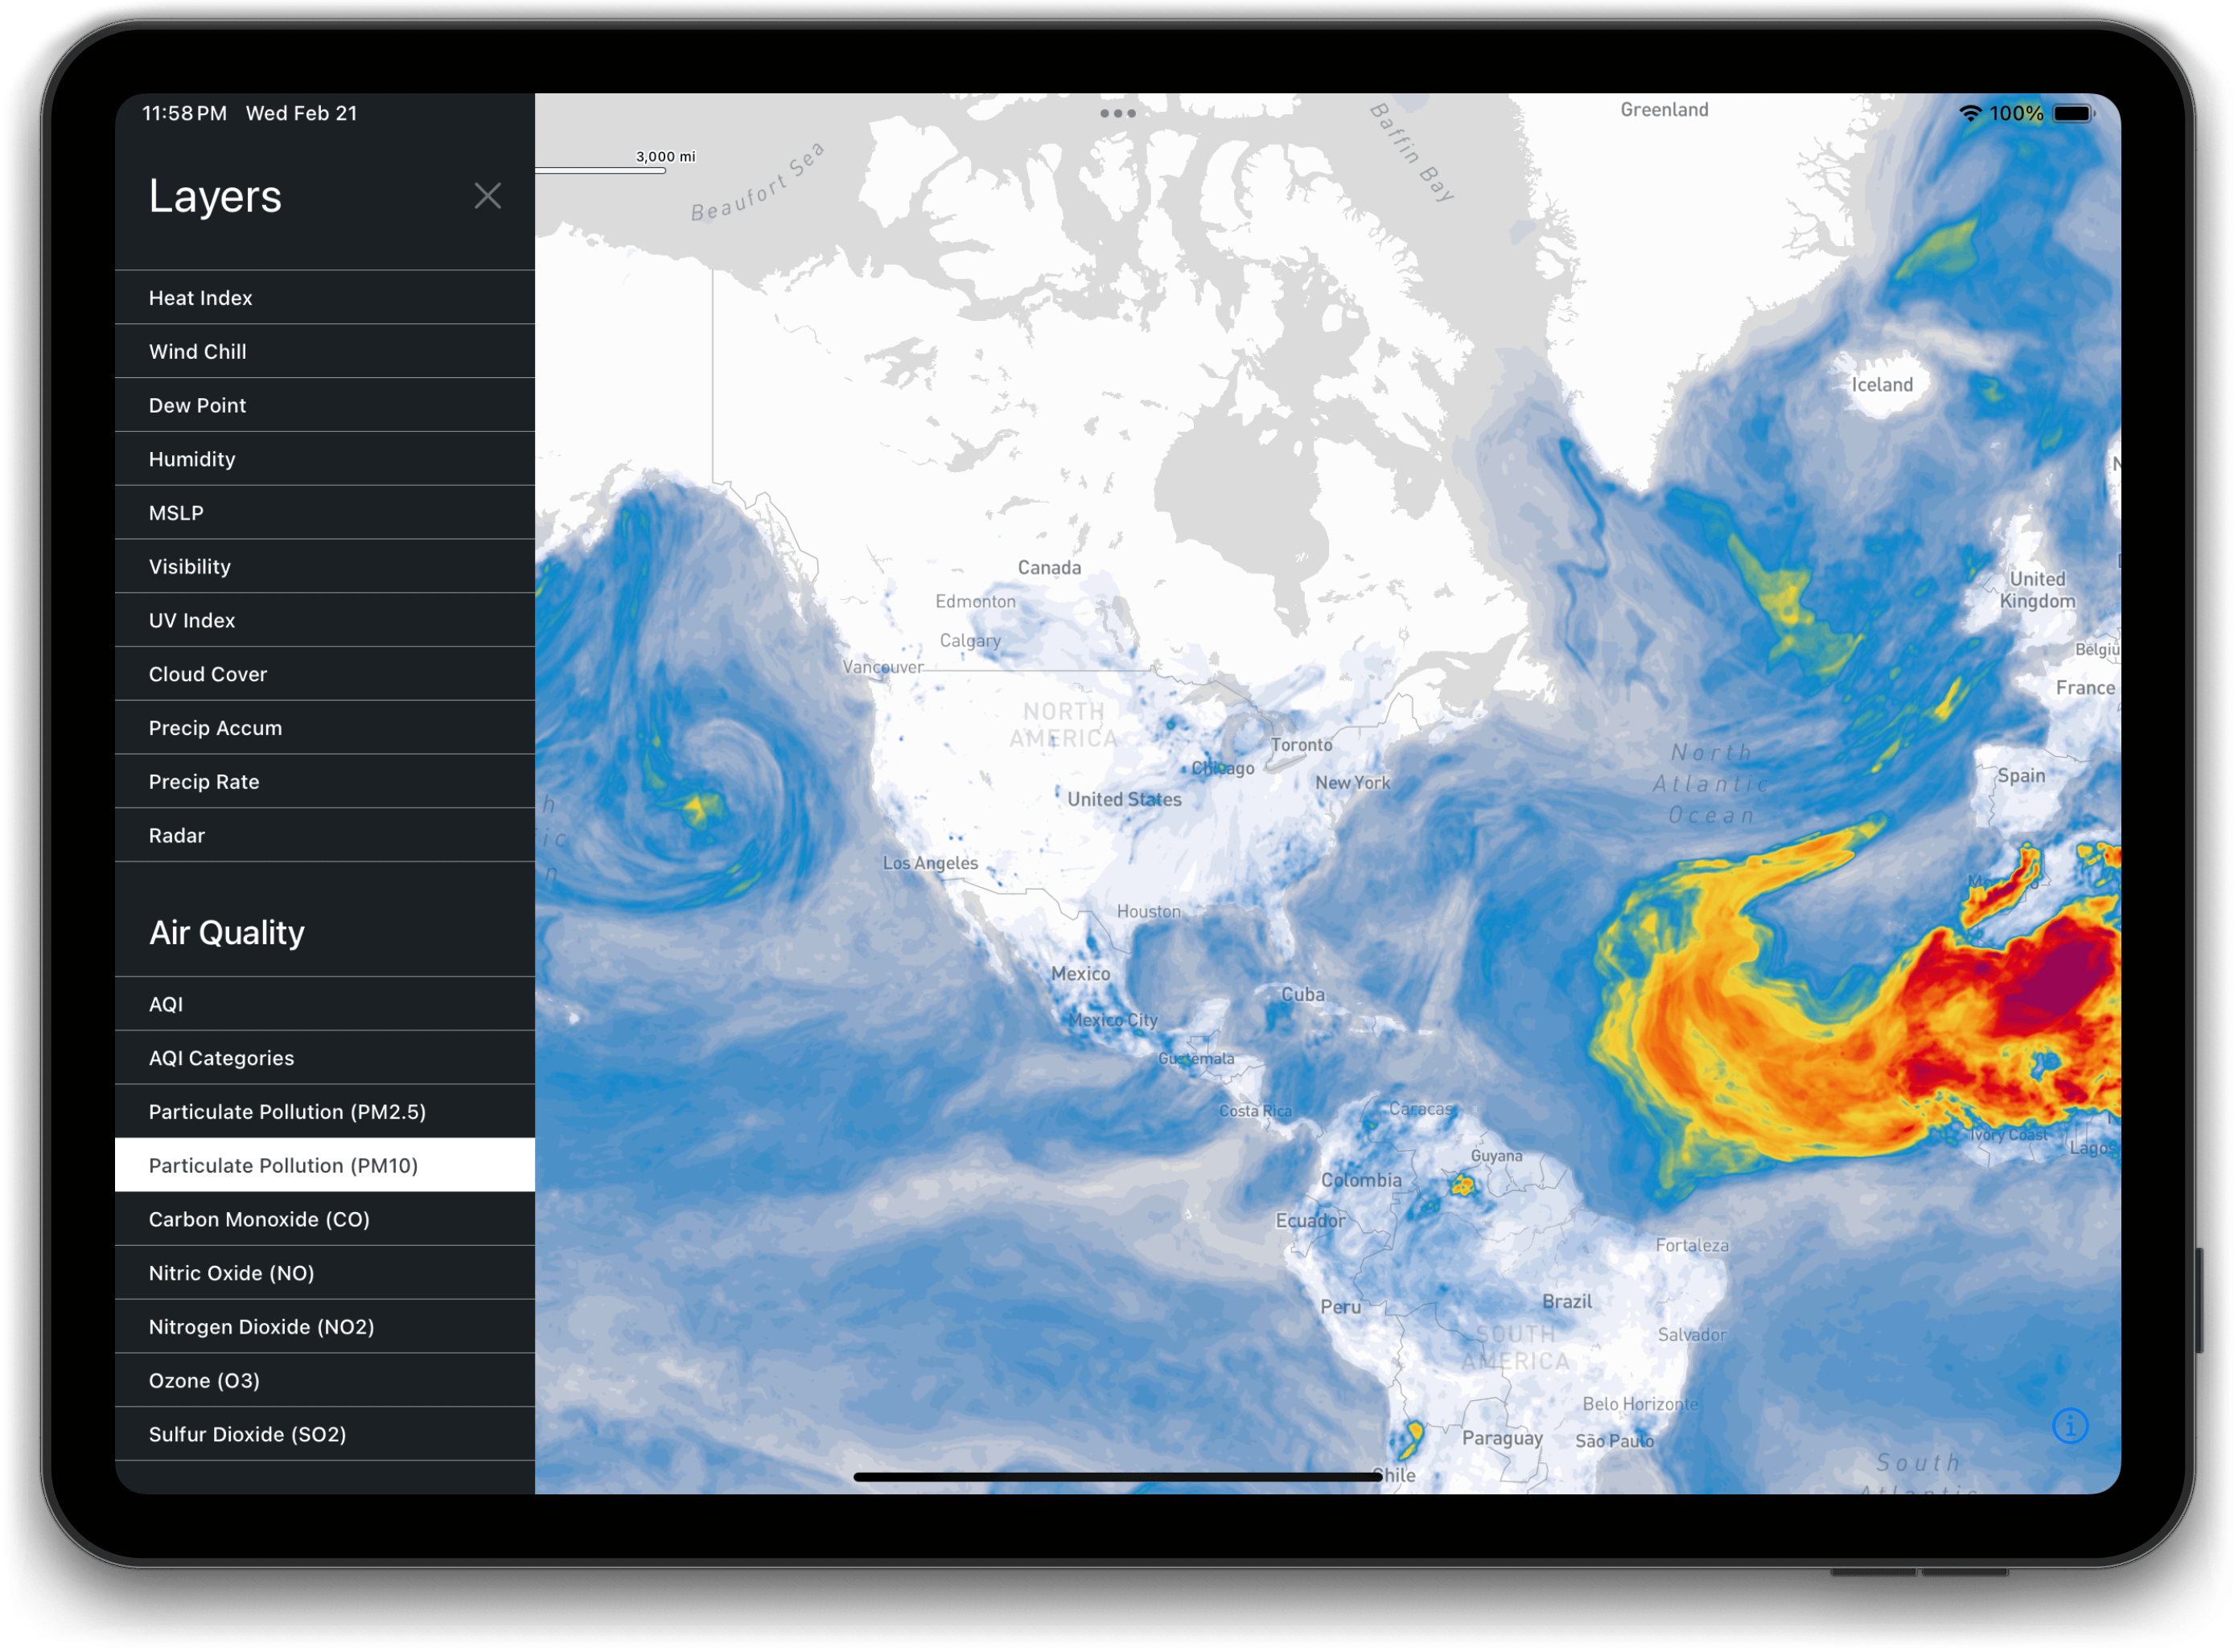 11:58 PM Wed Feb 21
100%
Layers
Heat Index
Wind Chill
Dew Point
Humidity
MSLP
Visibility
UV Index
Cloud Cover
Precip Accum
Precip Rate
Radar
Air Quality
AQI
AQI Categories
Particulate Pollution (PM2.5)
Particulate Pollution (PM10)
Carbon Monoxide (CO)
Nitric Oxide (NO)
Nitrogen Dioxide (NO2)
Ozone (O3)
Sulfur Dioxide (SO2)
3,000 mi
Beaufort Sea
Baffin Bay
Greenland
Iceland
Canada
Edmonton
Calgary
Vancouver
United
Kingdom
France
NORTH
AMERICA
Toronto
Chicago
New York
United States
North
Atlantic
Ocean
Spain
Los Angeles
Houston
Mexico
Cuba
Mexico City
Guatemala
Costa Rica
Caracas
Ivory Coast
Lagos
Guyana
Colombia
Ecuador
Fortaleza
Peru
Brazil
SOUTH
AMERICA
Salvador
Belo Horizonte
Paraguay
São Paulo
Chile
South
Atlantic